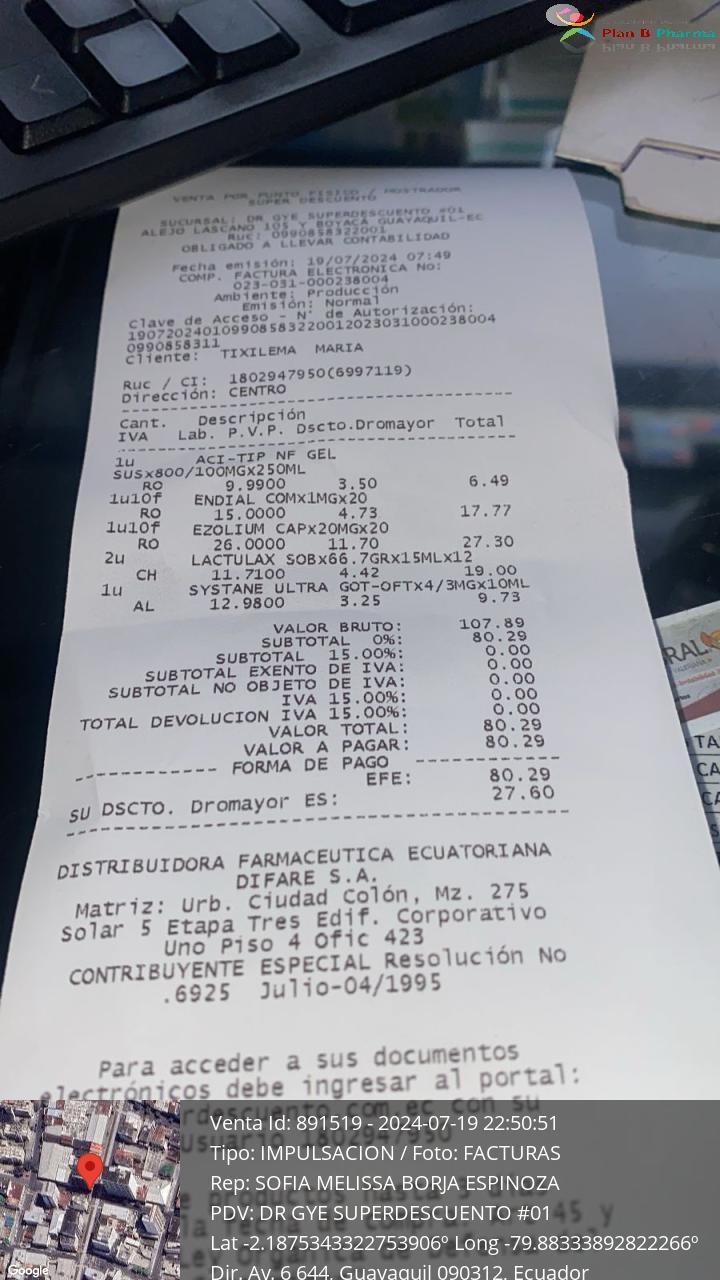 Plan B Pharma
VENTA POR PUNTO FISICO / MOSTRADOR
SUPER DESCUENTO
SUCURSAL: DR GYE SUPERDESCUENTO #01
ALEJO LASCANO 105 Y BOYACA GUAYAQUIL-EC
RUC: 0990858322001
OBLIGADO A LLEVAR CONTABILIDAD
Fecha emisión: 19/07/2024 07:49
COMP. FACTURA ELECTRONICA No:
023-031-000238004
Ambiente: Producción
Emisión: Normal
Clave de Acceso - N° de Autorización:
190720240109908583220012023031000238004
0990858311
Cliente: TIXILEMA MARIA
Ruc / CI: 1802947950(6997119)
Dirección: CENTRO
Cant. Descripción
IVA Lab. P.V.P. Dscto.Dromayor Total
1u ACI-TIP NF GEL
SUSx800/100MGx250ML
RO 9.9900 3.50 6.49
1u10f ENDIAL COMx1MGx20
RO 15.0000 4.73 17.77
1u10f EZOLIUM CAPx20MGx20
RO 26.0000 11.70 27.30
2u LACTULAX SOBx66.7GRx15MLx12
CH 11.7100 4.42 19.00
1u SYSTANE ULTRA GOT-OFTx4/3MGx10ML
AL 12.9800 3.25 9.73
VALOR BRUTO: 107.89
SUBTOTAL 0%: 80.29
SUBTOTAL 15.00%: 0.00
SUBTOTAL EXENTO DE IVA: 0.00
SUBTOTAL NO OBJETO DE IVA: 0.00
IVA 15.00%: 0.00
TOTAL DEVOLUCION IVA 15.00%: 0.00
VALOR TOTAL: 80.29
VALOR A PAGAR: 80.29
------------ FORMA DE PAGO ------------
EFE: 80.29
SU DSCTO. Dromayor ES: 27.60
DISTRIBUIDORA FARMACEUTICA ECUATORIANA
DIFARE S.A.
Matriz: Urb. Ciudad Colón, Mz. 275
Solar 5 Etapa Tres Edif. Corporativo
Uno Piso 4 Ofic 423
CONTRIBUYENTE ESPECIAL Resolución No
.6925 Julio-04/1995
Para acceder a sus documentos
electrónicos debe ingresar al portal:
Venta Id: 891519 - 2024-07-19 22:50:51
Tipo: IMPULSACION / Foto: FACTURAS
Rep: SOFIA MELISSA BORJA ESPINOZA
PDV: DR GYE SUPERDESCUENTO #01
Lat -2.1875343322753906º Long -79.88333892822266º
Dir. Av. 6 644, Guayaquil 090312, Ecuador
Google